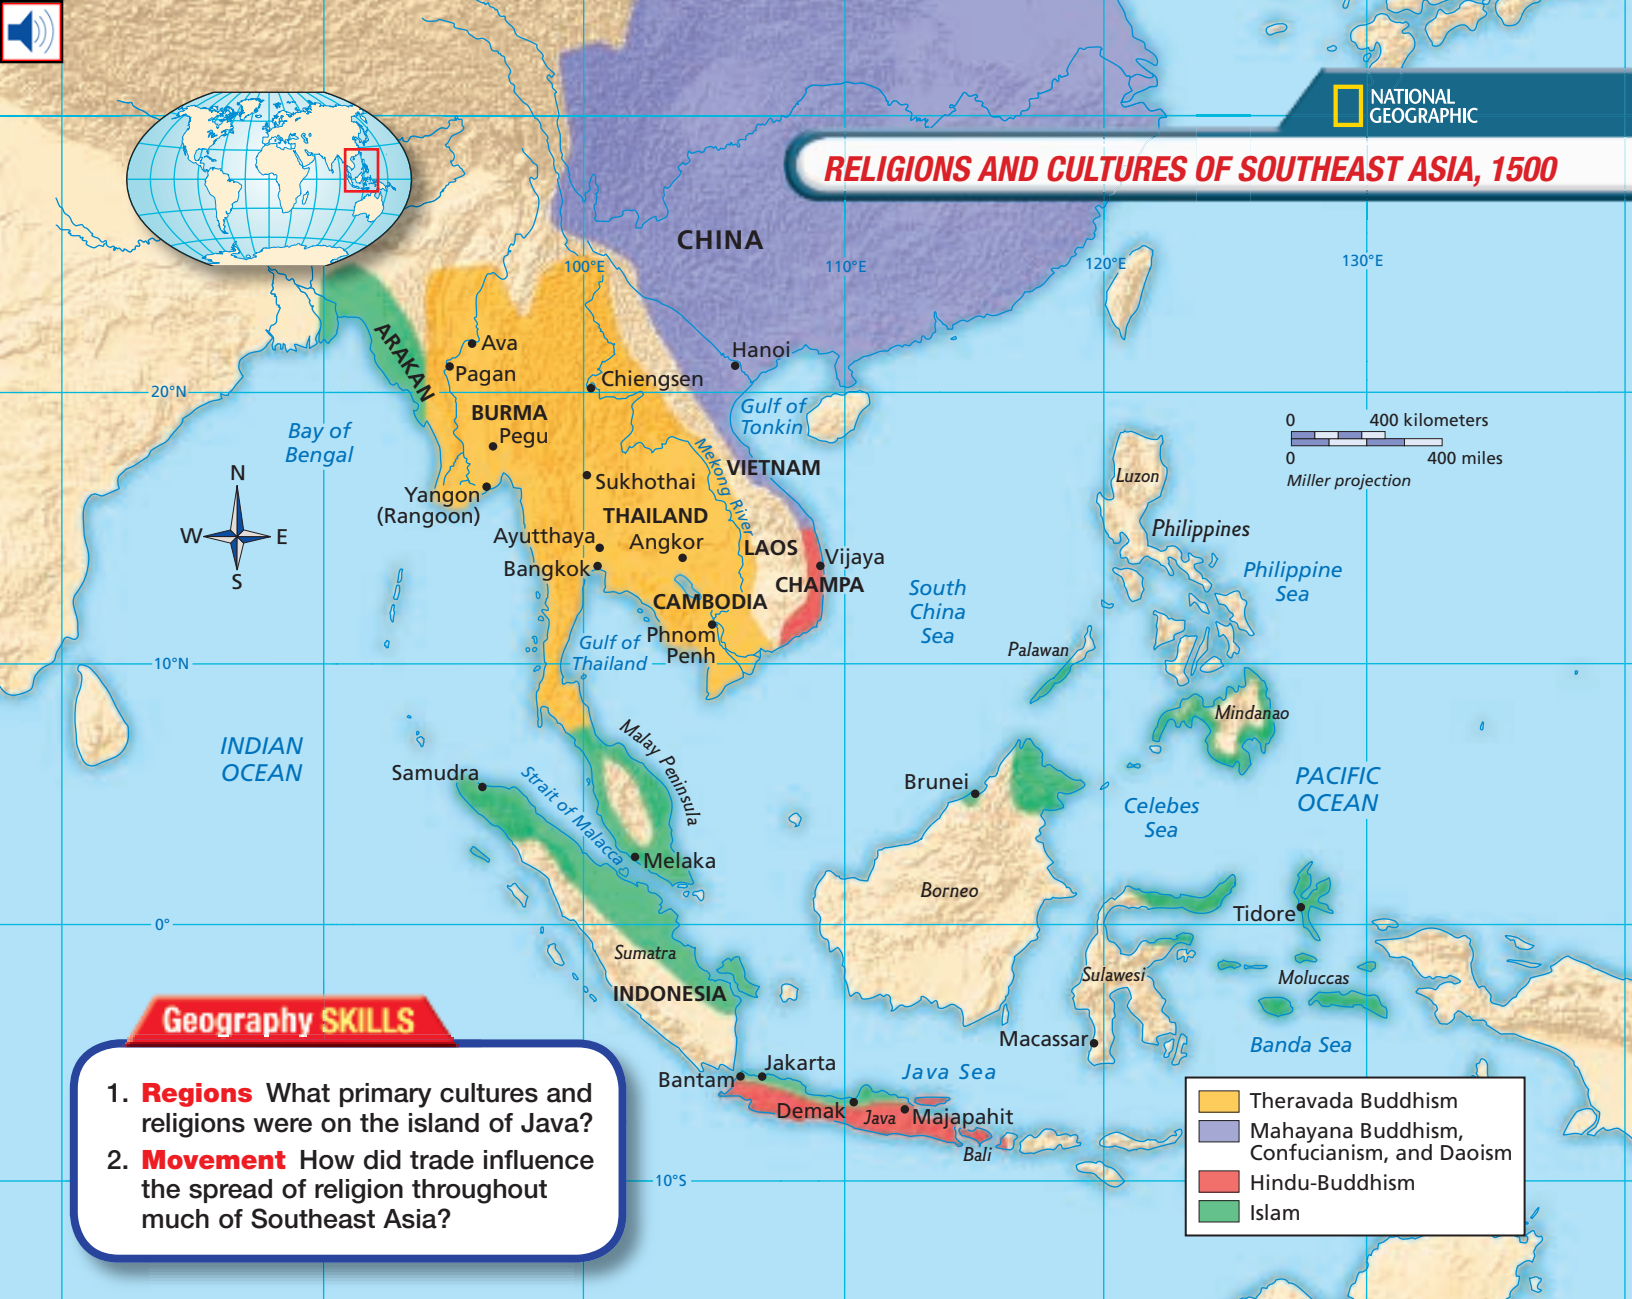 NATIONAL
GEOGRAPHIC
RELIGIONS AND CULTURES OF SOUTHEAST ASIA, 1500
CHINA
100°E
110°E
120°E
130°E
ARAKAN
Ava
Pagan
Hanoi
Chiengsen
20°N
BURMA
Pegu
Gulf of
Tonkin
Bay of
Bengal
0 400 kilometers
0 400 miles
Miller projection
N
W E
S
Mekong River
VIETNAM
Luzon
Yangon
(Rangoon)
Sukhothai
THAILAND
Ayutthaya
Angkor
LAOS
Philippines
Bangkok
Vijaya
CHAMPA
Philippine
Sea
South
China
Sea
CAMBODIA
Phnom
Penh
Gulf of
Thailand
Palawan
10°N
Mindanao
Malay Peninsula
INDIAN
OCEAN
Samudra
Strait of Malacca
Brunei
PACIFIC
OCEAN
Celebes
Sea
Melaka
Borneo
Tidore
0°
Sumatra
INDONESIA
Sulawesi
Moluccas
Macassar
Banda Sea
Java Sea
Jakarta
Bantam
Demak
Java
Majapahit
Bali
10°S
Geography SKILLS
1. Regions What primary cultures and
religions were on the island of Java?
2. Movement How did trade influence
the spread of religion throughout
much of Southeast Asia?
Theravada Buddhism
Mahayana Buddhism,
Confucianism, and Daoism
Hindu-Buddhism
Islam